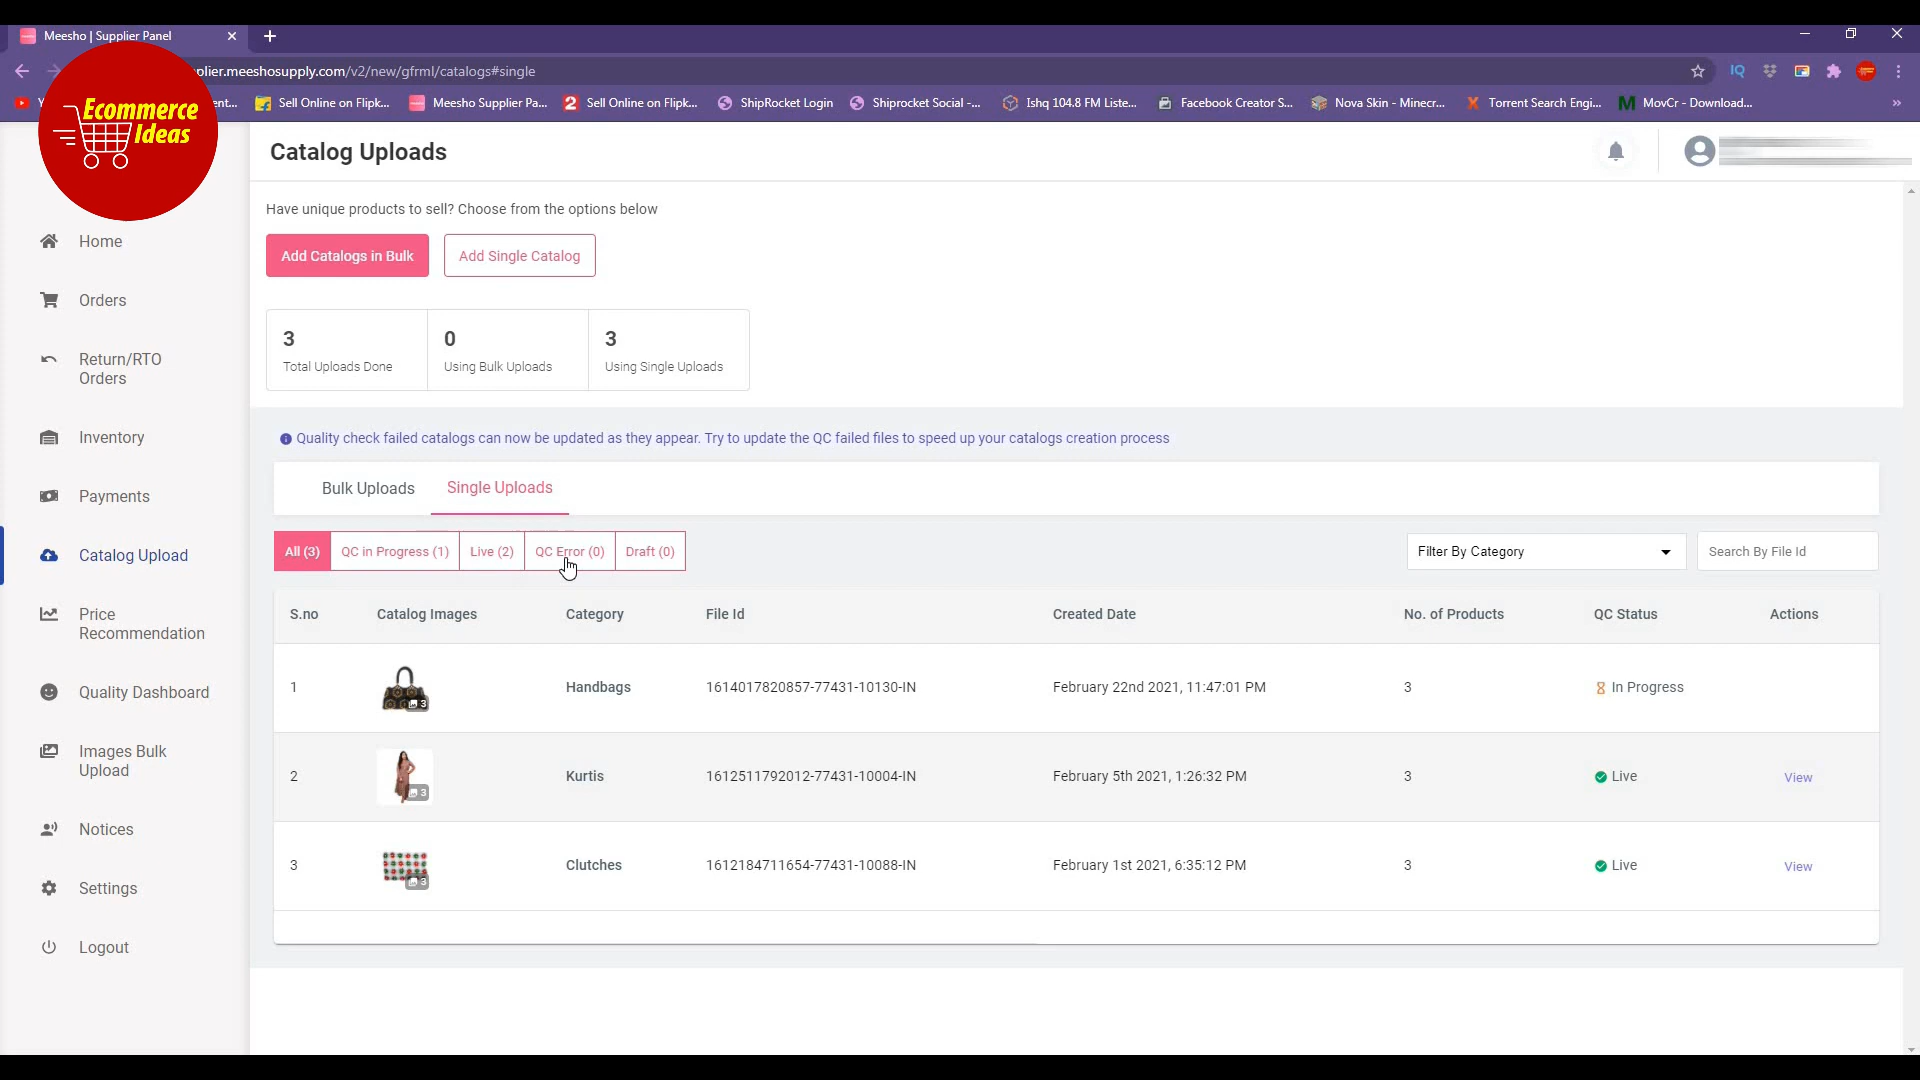 Meesho | Supplier Panel
plier.meeshosupply.com/v2/new/gfrml/catalogs#single
IQ
ent...
Sell Online on Flipk...
Meesho Supplier Pa...
2
Sell Online on Flipk...
ShipRocket Login
Shiprocket Social -...
Ishq 104.8 FM Liste...
Facebook Creator S...
Nova Skin - Minecr...
Torrent Search Engi...
MovCr - Download...
Ecommerce
Ideas
Catalog Uploads
Home
Orders
Return/RTO
Orders
Inventory
Payments
Catalog Upload
Price
Recommendation
Quality Dashboard
Images Bulk
Upload
Notices
Settings
Logout
Have unique products to sell? Choose from the options below
Add Catalogs in Bulk
Add Single Catalog
3
Total Uploads Done
0
Using Bulk Uploads
3
Using Single Uploads
Quality check failed catalogs can now be updated as they appear. Try to update the QC failed files to speed up your catalogs creation process
Bulk Uploads
Single Uploads
All (3)
QC in Progress (1)
Live (2)
QC Error (0)
Draft (0)
Filter By Category
Search By File Id
S.no Catalog Images Category File Id Created Date No. of Products QC Status Actions
1 3 Handbags 1614017820857-77431-10130-IN February 22nd 2021, 11:47:01 PM 3 In Progress
2 3 Kurtis 1612511792012-77431-10004-IN February 5th 2021, 1:26:32 PM 3 Live View
3 3 Clutches 1612184711654-77431-10088-IN February 1st 2021, 6:35:12 PM 3 Live View